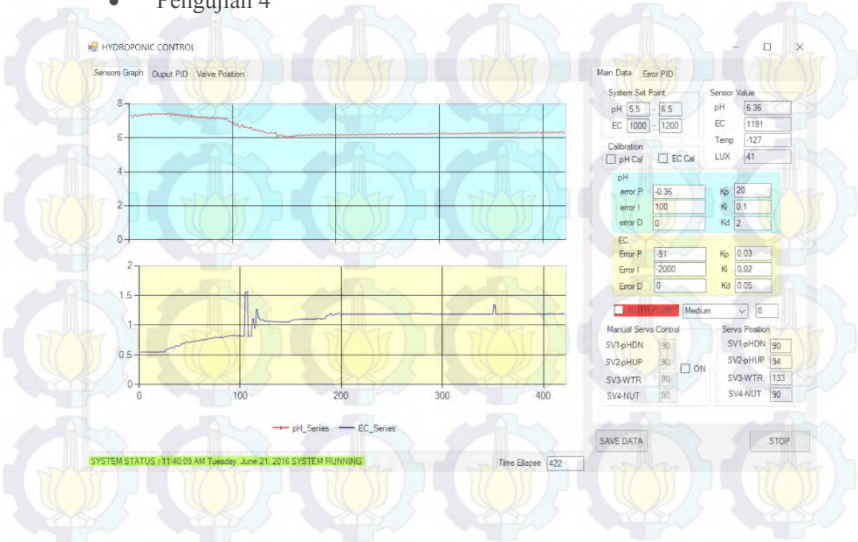 • Pengujian 4
HYDROPONIC CONTROL
Sensors Graph Ouput PID Valve Position
8
6
4
2
0
2
1.5
1
0.5
0
0 100 200 300 400
pH_Series EC_Series
SYSTEM STATUS : 11:40:09 AM Tuesday, June 21, 2016 SYSTEM RUNNING
Time Ellapse 422
Main Data Error PID
System Set Point
pH 5.5 - 6.5
EC 1000 - 1200
Sensor Value
pH 6.36
EC 1191
Temp -127
LUX 41
Calibration
pH Cal EC Cal
pH
error P -0.36 Kp 20
error I 100 Ki 0.1
error D 0 Kd 2
EC
Error P -91 Kp 0.03
Error I -2000 Ki 0.02
Error D 0 Kd 0.05
Medium 0
Manual Servo Control
SV1-pHDN 90
SV2-pHUP 90
SV3-WTR 90
SV4-NUT 90
ON
Servo Position
SV1-pHDN 90
SV2-pHUP 94
SV3-WTR 133
SV4-NUT 90
SAVE DATA STOP